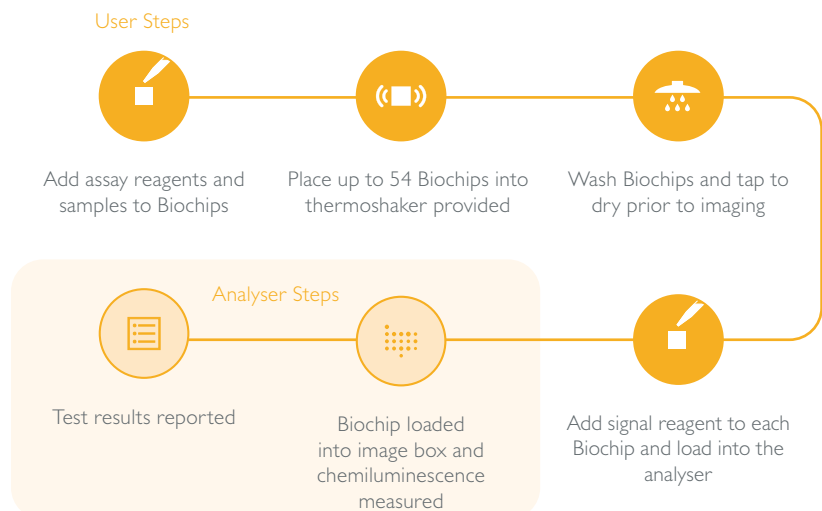 User Steps
Add assay reagents and
samples to Biochips
Place up to 54 Biochips into
thermoshaker provided
Wash Biochips and tap to
dry prior to imaging
Add signal reagent to each
Biochip and load into the
analyser
Analyser Steps
Biochip loaded
into image box and
chemiluminescence
measured
Test results reported